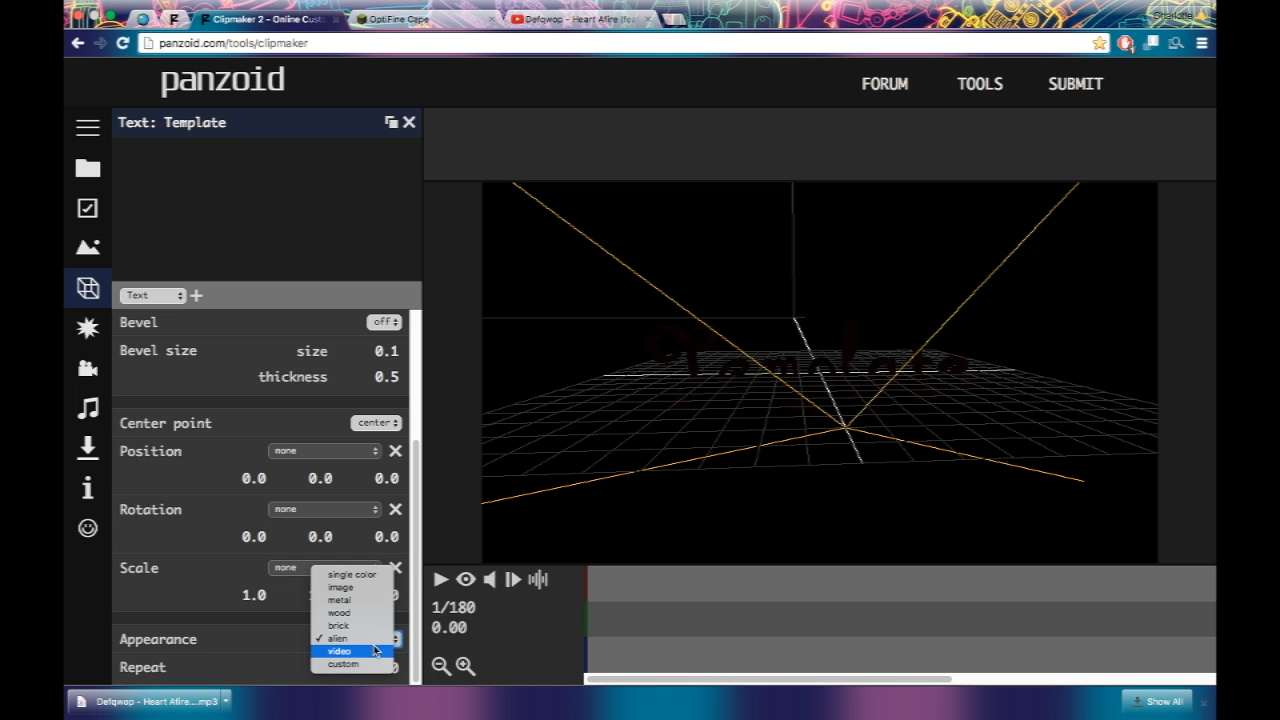 Clipmaker 2 - Online Cust
OptiFine Cape
Defqwop - Heart Afire (fea
Sharlone
panzoid.com/tools/clipmaker
panzoid
FORUM
TOOLS
SUBMIT
Text: Template
Text
Bevel
off
Bevel size
size
0.1
thickness
0.5
Center point
center
Position
none
0.0 0.0 0.0
Rotation
none
0.0 0.0 0.0
Scale
none
1.0
single color
image
metal
wood
brick
alien
video
custom
Appearance
Repeat
Template
1/180
0.00
Defqwop - Heart Afire....mp3
Show All